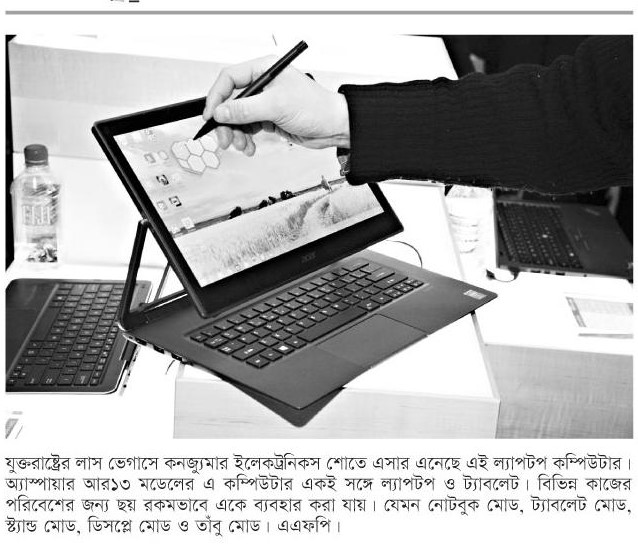 acer
যুক্তরাষ্ট্রের লাস ভেগাসে কনজ্যুমার ইলেকট্রনিকস শোতে এসার এনেছে এই ল্যাপটপ কম্পিউটার।
অ্যাস্পায়ার আর১৩ মডেলের এ কম্পিউটার একই সঙ্গে ল্যাপটপ ও ট্যাবলেট। বিভিন্ন কাজের
পরিবেশের জন্য ছয় রকমভাবে একে ব্যবহার করা যায়। যেমন নোটবুক মোড, ট্যাবলেট মোড,
স্ট্যান্ড মোড, ডিসপ্লে মোড ও তাঁবু মোড। এএফপি।